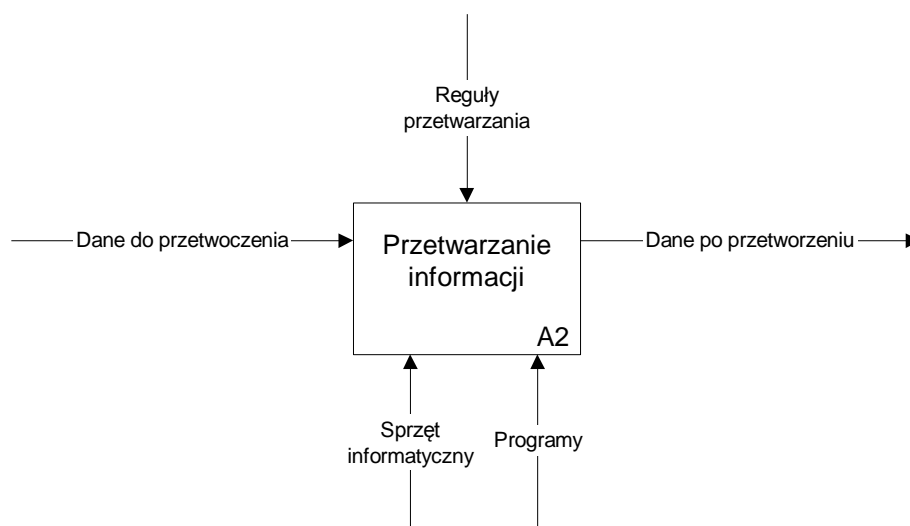 Reguły
przetwarzania
Dane do przetwoczenia
Przetwarzanie
informacji
A2
Dane po przetworzeniu
Sprzęt
informatyczny
Programy